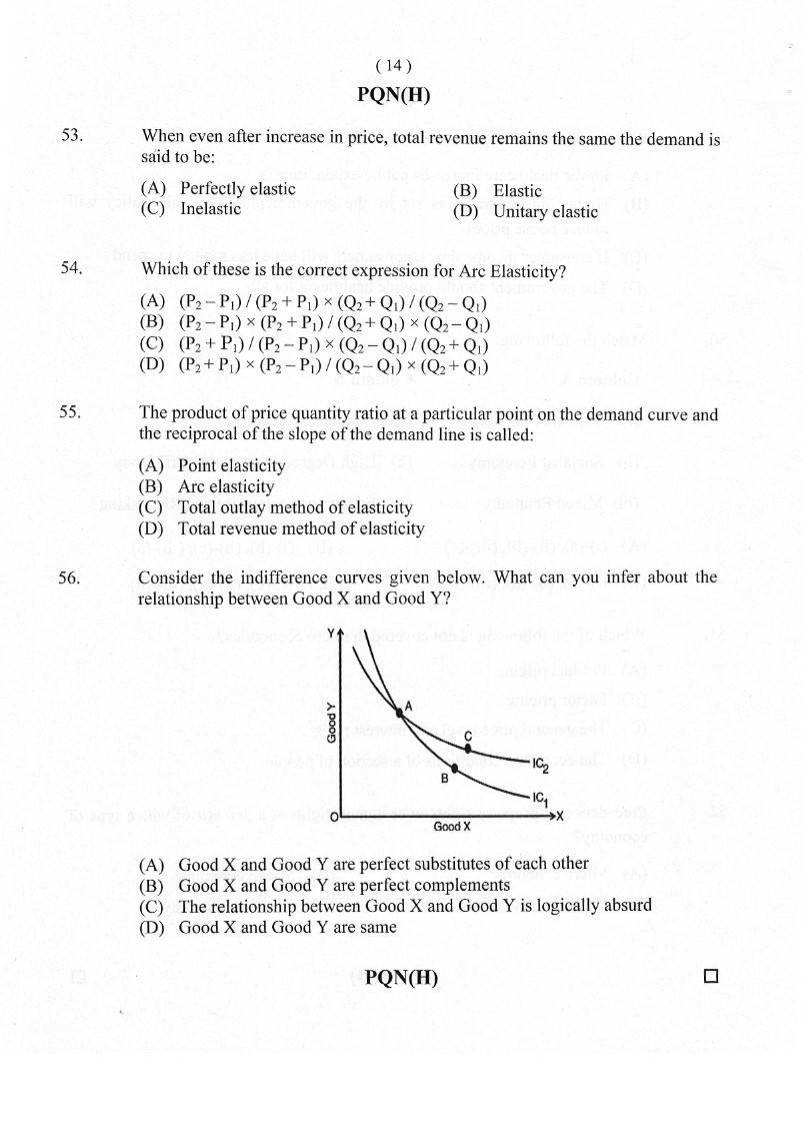 ( 14 )
PQN(H)
53. When even after increase in price, total revenue remains the same the demand is
said to be:
(A) Perfectly elastic (B) Elastic
(C) Inelastic (D) Unitary elastic
54. Which of these is the correct expression for Arc Elasticity?
(A) (P₂ – P₁) / (P₂ + P₁) × (Q₂ + Q₁) / (Q₂ – Q₁)
(B) (P₂ – P₁) × (P₂ + P₁) / (Q₂ + Q₁) × (Q₂ – Q₁)
(C) (P₂ + P₁) / (P₂ – P₁) × (Q₂ – Q₁) / (Q₂ + Q₁)
(D) (P₂ + P₁) × (P₂ – P₁) / (Q₂ – Q₁) × (Q₂ + Q₁)
55. The product of price quantity ratio at a particular point on the demand curve and
the reciprocal of the slope of the demand line is called:
(A) Point elasticity
(B) Arc elasticity
(C) Total outlay method of elasticity
(D) Total revenue method of elasticity
56. Consider the indifference curves given below. What can you infer about the
relationship between Good X and Good Y?
Y
A
Good Y
C
IC₂
B
IC₁
O X
Good X
(A) Good X and Good Y are perfect substitutes of each other
(B) Good X and Good Y are perfect complements
(C) The relationship between Good X and Good Y is logically absurd
(D) Good X and Good Y are same
PQN(H)